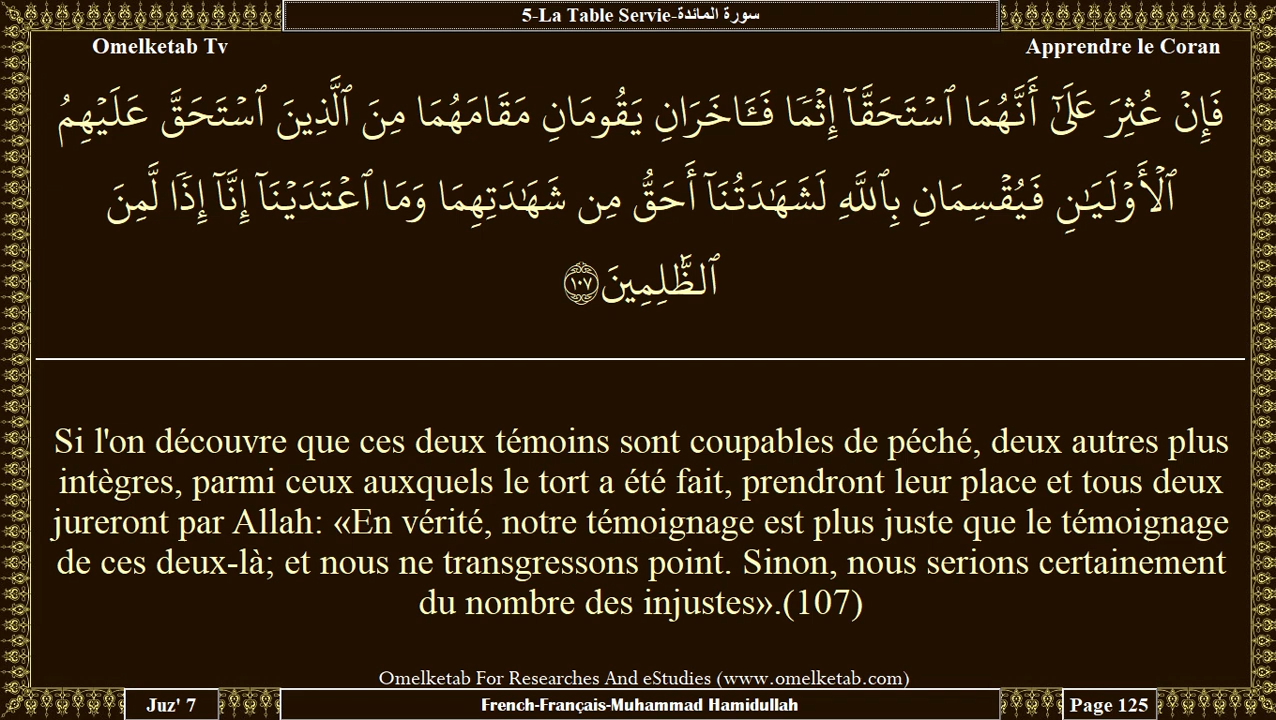 5-La Table Servie-سورة المائدة
Omelketab Tv
Apprendre le Coran
فَإِنۡ عُثِرَ عَلَىٰٓ أَنَّهُمَا ٱسۡتَحَقَّآ إِثۡمٗا فَـَٔاخَرَانِ يَقُومَانِ مَقَامَهُمَا مِنَ ٱلَّذِينَ ٱسۡتَحَقَّ عَلَيۡهِمُ
ٱلۡأَوۡلَيَٰنِ فَيُقۡسِمَانِ بِٱللَّهِ لَشَهَٰدَتُنَآ أَحَقُّ مِن شَهَٰدَتِهِمَا وَمَا ٱعۡتَدَيۡنَآ إِنَّآ إِذٗا لَّمِنَ
ٱلظَّٰلِمِينَ ١٠٧
Si l'on découvre que ces deux témoins sont coupables de péché, deux autres plus
intègres, parmi ceux auxquels le tort a été fait, prendront leur place et tous deux
jureront par Allah: «En vérité, notre témoignage est plus juste que le témoignage
de ces deux-là; et nous ne transgressons point. Sinon, nous serions certainement
du nombre des injustes».(107)
Omelketab For Researches And eStudies (www.omelketab.com)
Juz' 7
French-Français-Muhammad Hamidullah
Page 125